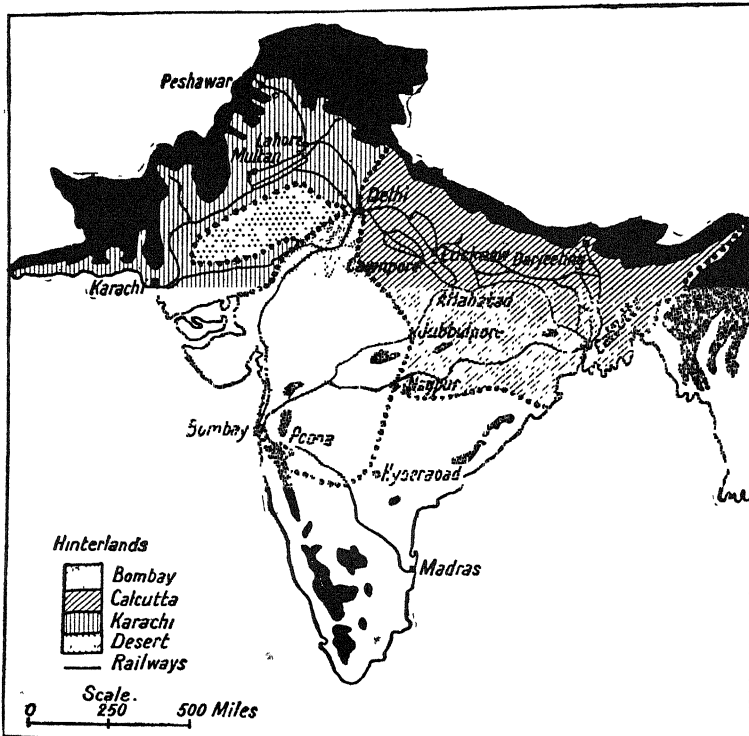 Peshawar
Lahore
Multan
Delhi
Lucknow Darjeeling
Cawnpore
Karachi
Allahabad
Jubbulpore
Nagpur
Bombay
Poona
Hyderabad
Madras
Hinterlands
Bombay
Calcutta
Karachi
Desert
Railways
Scale.
0 250 500 Miles